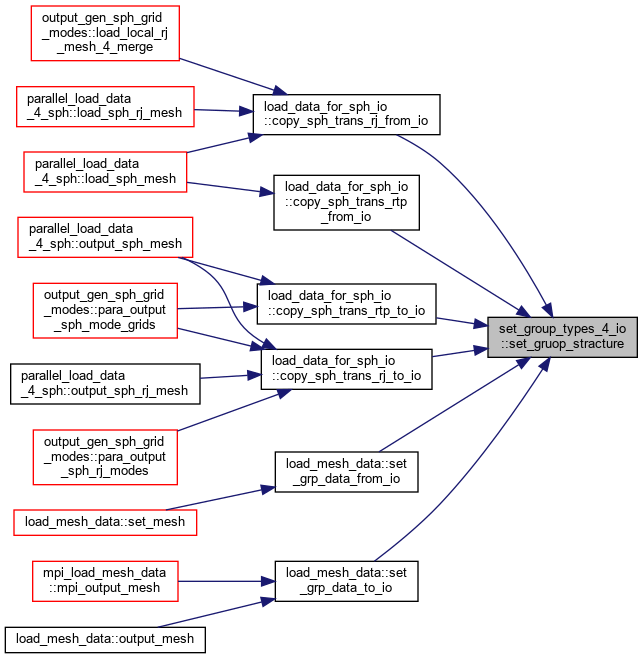 output_gen_sph_grid
_modes::load_local_rj
_mesh_4_merge
parallel_load_data
_4_sph::load_sph_rj_mesh
load_data_for_sph_io
::copy_sph_trans_rj_from_io
parallel_load_data
_4_sph::load_sph_mesh
load_data_for_sph_io
::copy_sph_trans_rtp
_from_io
parallel_load_data
_4_sph::output_sph_mesh
output_gen_sph_grid
_modes::para_output
_sph_mode_grids
load_data_for_sph_io
::copy_sph_trans_rtp_to_io
set_group_types_4_io
::set_gruop_stracture
parallel_load_data
_4_sph::output_sph_rj_mesh
load_data_for_sph_io
::copy_sph_trans_rj_to_io
output_gen_sph_grid
_modes::para_output
_sph_rj_modes
load_mesh_data::set
_grp_data_from_io
load_mesh_data::set_mesh
mpi_load_mesh_data
::mpi_output_mesh
load_mesh_data::set
_grp_data_to_io
load_mesh_data::output_mesh